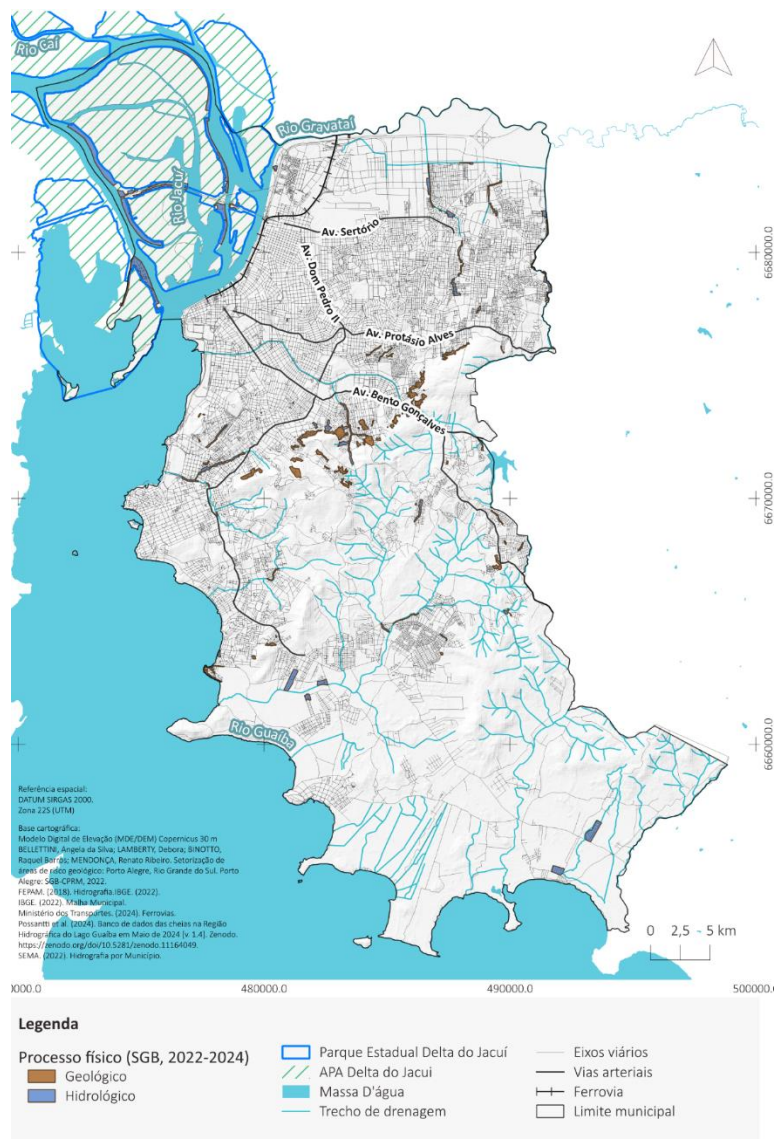 Rio Caí
Rio Gravataí
Rio Jacuí
Av. Sertório
Av. Dom Pedro II
Av. Protásio Alves
Av. Bento Gonçalves
Rio Guaíba
6680000.0
6670000.0
6660000.0
Referência espacial:
DATUM SIRGAS 2000.
Zona 22S (UTM)
Base cartográfica:
Modelo Digital de Elevação (MDE/DEM) Copernicus 30 m
BELLETTINI, Angela da Silva; LAMBERTY, Debora; BINOTTO,
Raquel Barros; MENDONÇA, Renato Ribeiro. Setorização de
áreas de risco geológico: Porto Alegre, Rio Grande do Sul. Porto
Alegre: SGB-CPRM, 2022.
FEPAM. (2018). Hidrografia.IBGE. (2022).
IBGE. (2022). Malha Municipal.
Ministério dos Transportes. (2024). Ferrovias.
Possantti et al. (2024). Banco de dados das cheias na Região
Hidrográfica do Lago Guaíba em Maio de 2024 [v. 1.4]. Zenodo.
https://zenodo.org/doi/10.5281/zenodo.11164049.
SEMA. (2022). Hidrografia por Município.
0 2,5 5 km
0000.0 480000.0 490000.0 500000.0
Legenda
Processo físico (SGB, 2022-2024)
Geológico
Hidrológico
Parque Estadual Delta do Jacuí
APA Delta do Jacui
Massa D'água
Trecho de drenagem
Eixos viários
Vias arteriais
Ferrovia
Limite municipal